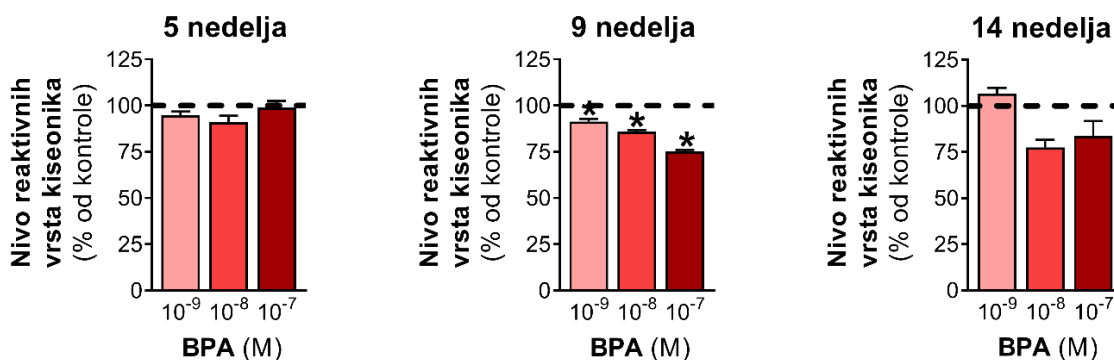 5 nedelja
Nivo reaktivnih
vrsta kiseonika
(% od kontrole)
125
100
75
50
25
0
10⁻⁹ 10⁻⁸ 10⁻⁷
BPA (M)
9 nedelja
Nivo reaktivnih
vrsta kiseonika
(% od kontrole)
125
100
75
50
25
0
* * *
10⁻⁹ 10⁻⁸ 10⁻⁷
BPA (M)
14 nedelja
Nivo reaktivnih
vrsta kiseonika
(% od kontrole)
125
100
75
50
25
0
10⁻⁹ 10⁻⁸ 10⁻⁷
BPA (M)